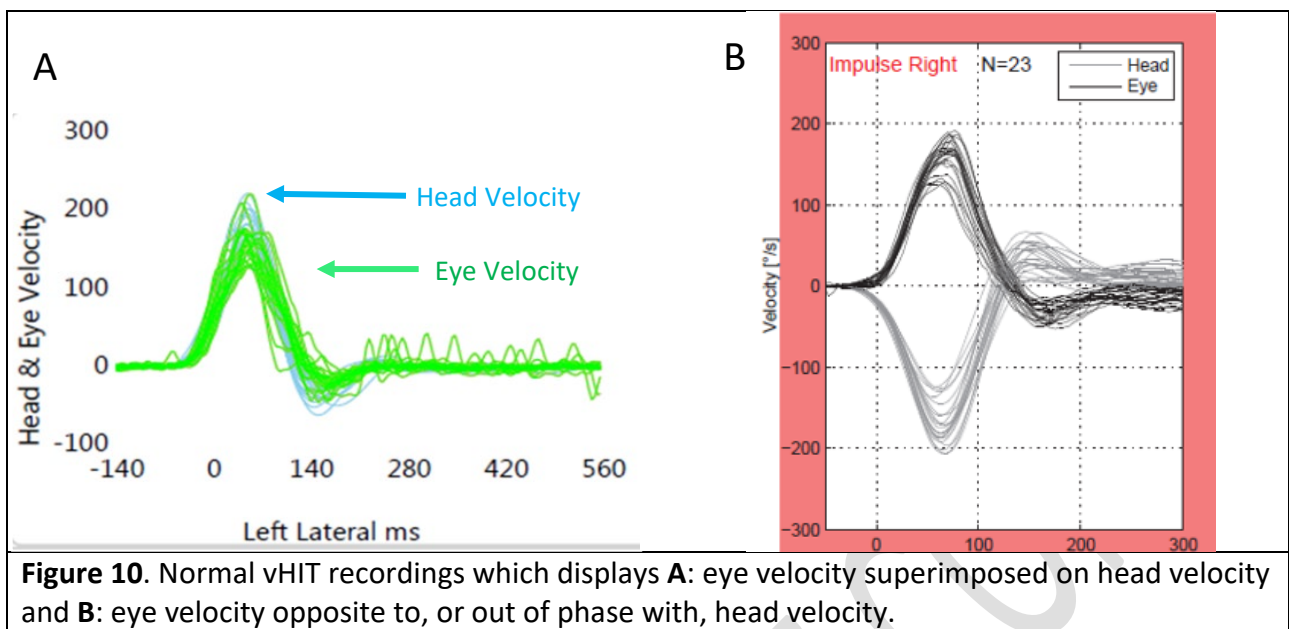 A
300
200
100
0
-100
Head & Eye Velocity
-140 0 140 280 420 560
Left Lateral ms
Head Velocity
Eye Velocity
B
300
200
100
0
-100
-200
-300
Velocity [°/s]
Impulse Right N=23
Head
Eye
0 100 200 300
Figure 10. Normal vHIT recordings which displays A: eye velocity superimposed on head velocity
and B: eye velocity opposite to, or out of phase with, head velocity.